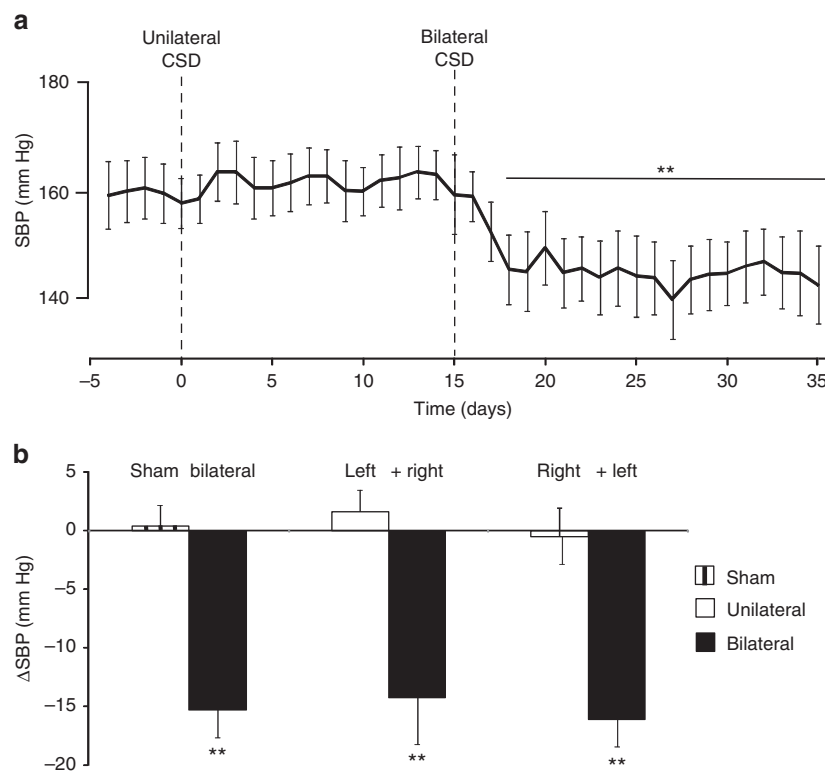 a
Unilateral
CSD
Bilateral
CSD
180
160
140
**
SBP (mm Hg)
−5 0 5 10 15 20 25 30 35
Time (days)
b
Sham bilateral Left + right Right + left
5
0
−5
−10
−15
−20
ΔSBP (mm Hg)
Sham
Unilateral
Bilateral
** ** **